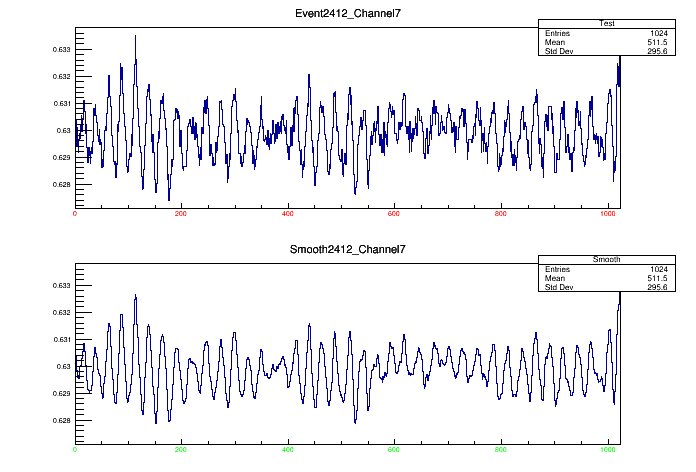 Event2412_Channel7
Test
Entries 1024
Mean 511.5
Std Dev 295.6
0.633
0.632
0.631
0.63
0.629
0.628
0 200 400 600 800 1000
Smooth2412_Channel7
Smooth
Entries 1024
Mean 511.5
Std Dev 295.6
0.633
0.632
0.631
0.63
0.629
0.628
0 200 400 600 800 1000